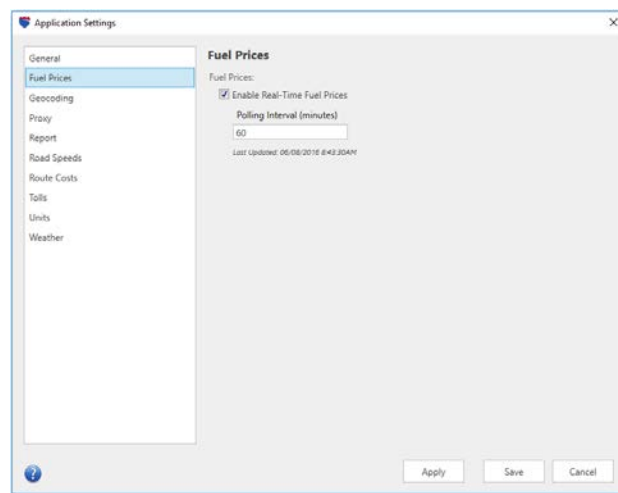 Application Settings
General
Fuel Prices
Geocoding
Proxy
Report
Road Speeds
Route Costs
Tolls
Units
Weather
Fuel Prices
Fuel Prices:
Enable Real-Time Fuel Prices
Polling Interval (minutes)
60
Last Updated: 06/08/2016 8:43:30AM
?
Apply
Save
Cancel